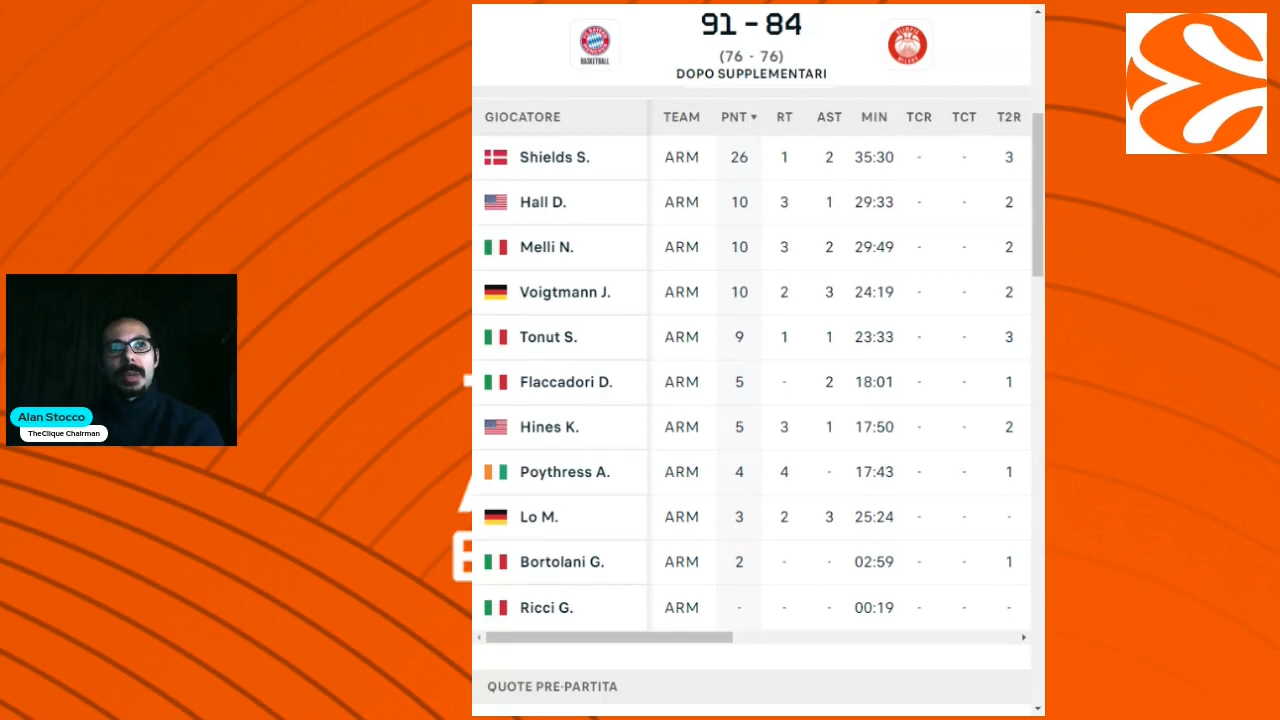 91 - 84
(76 - 76)
DOPO SUPPLEMENTARI
FC BAYERN MÜNCHEN
BASKETBALL
OLIMPIA
MILANO
GIOCATORE TEAM PNT RT AST MIN TCR TCT T2R
Shields S. ARM 26 1 2 35:30 - - 3
Hall D. ARM 10 3 1 29:33 - - 2
Melli N. ARM 10 3 2 29:49 - - 2
Voigtmann J. ARM 10 2 3 24:19 - - 2
Tonut S. ARM 9 1 1 23:33 - - 3
Flaccadori D. ARM 5 - 2 18:01 - - 1
Hines K. ARM 5 3 1 17:50 - - 2
Poythress A. ARM 4 4 - 17:43 - - 1
Lo M. ARM 3 2 3 25:24 - - -
Bortolani G. ARM 2 - - 02:59 - - 1
Ricci G. ARM - - - 00:19 - - -
QUOTE PRE-PARTITA
Alan Stocco
TheClique Chairman